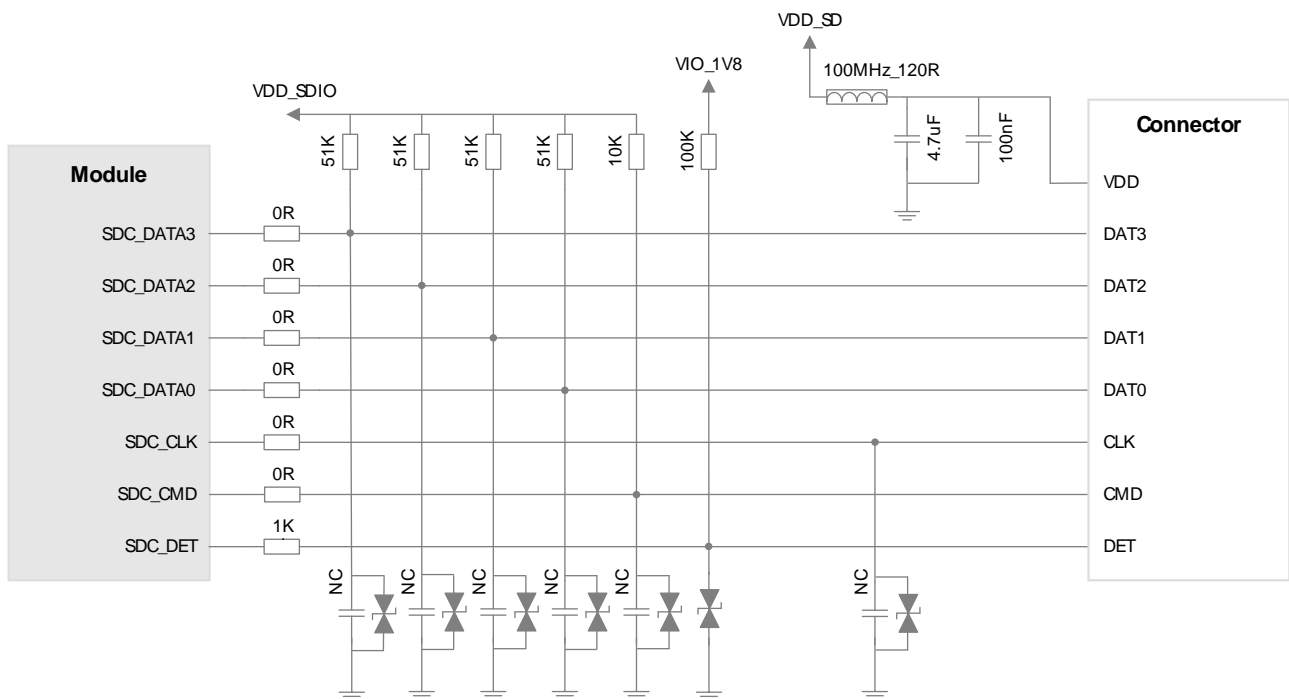 VDD_SD
VIO_1V8
100MHz_120R
VDD_SDIO
Connector
51K
51K
51K
51K
10K
100K
4.7uF
100nF
Module
VDD
0R
SDC_DATA3
DAT3
0R
SDC_DATA2
DAT2
0R
SDC_DATA1
DAT1
0R
SDC_DATA0
DAT0
0R
SDC_CLK
CLK
0R
SDC_CMD
CMD
1K
SDC_DET
DET
NC
NC
NC
NC
NC
NC